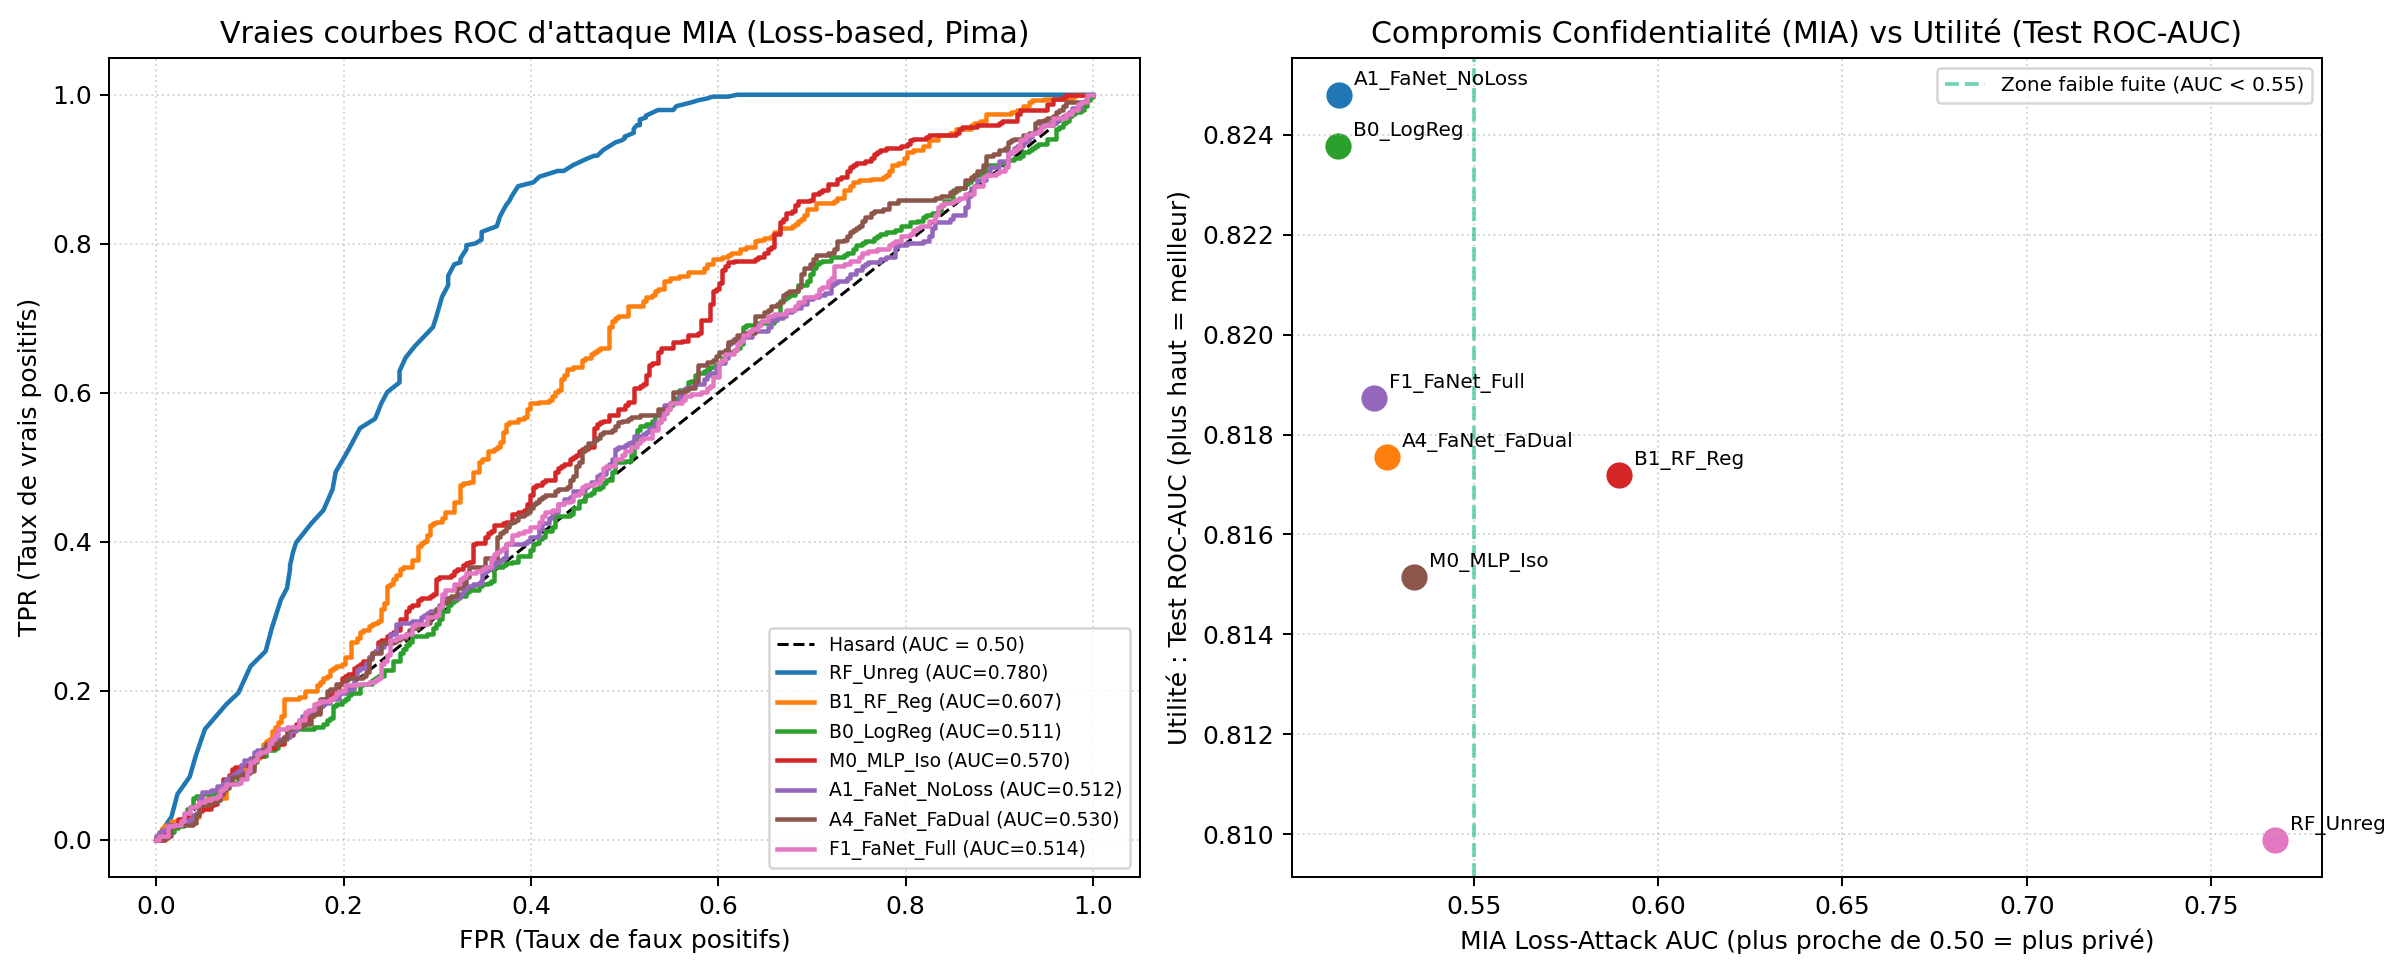 Vraies courbes ROC d'attaque MIA (Loss-based, Pima)
TPR (Taux de vrais positifs)
1.0
0.8
0.6
0.4
0.2
0.0
0.0 0.2 0.4 0.6 0.8 1.0
FPR (Taux de faux positifs)
Hasard (AUC = 0.50)
RF_Unreg (AUC=0.780)
B1_RF_Reg (AUC=0.607)
B0_LogReg (AUC=0.511)
M0_MLP_Iso (AUC=0.570)
A1_FaNet_NoLoss (AUC=0.512)
A4_FaNet_FaDual (AUC=0.530)
F1_FaNet_Full (AUC=0.514)
Compromis Confidentialité (MIA) vs Utilité (Test ROC-AUC)
Utilité : Test ROC-AUC (plus haut = meilleur)
0.824
0.822
0.820
0.818
0.816
0.814
0.812
0.810
A1_FaNet_NoLoss
Zone faible fuite (AUC < 0.55)
B0_LogReg
F1_FaNet_Full
A4_FaNet_FaDual
B1_RF_Reg
M0_MLP_Iso
RF_Unreg
0.55 0.60 0.65 0.70 0.75
MIA Loss-Attack AUC (plus proche de 0.50 = plus privé)